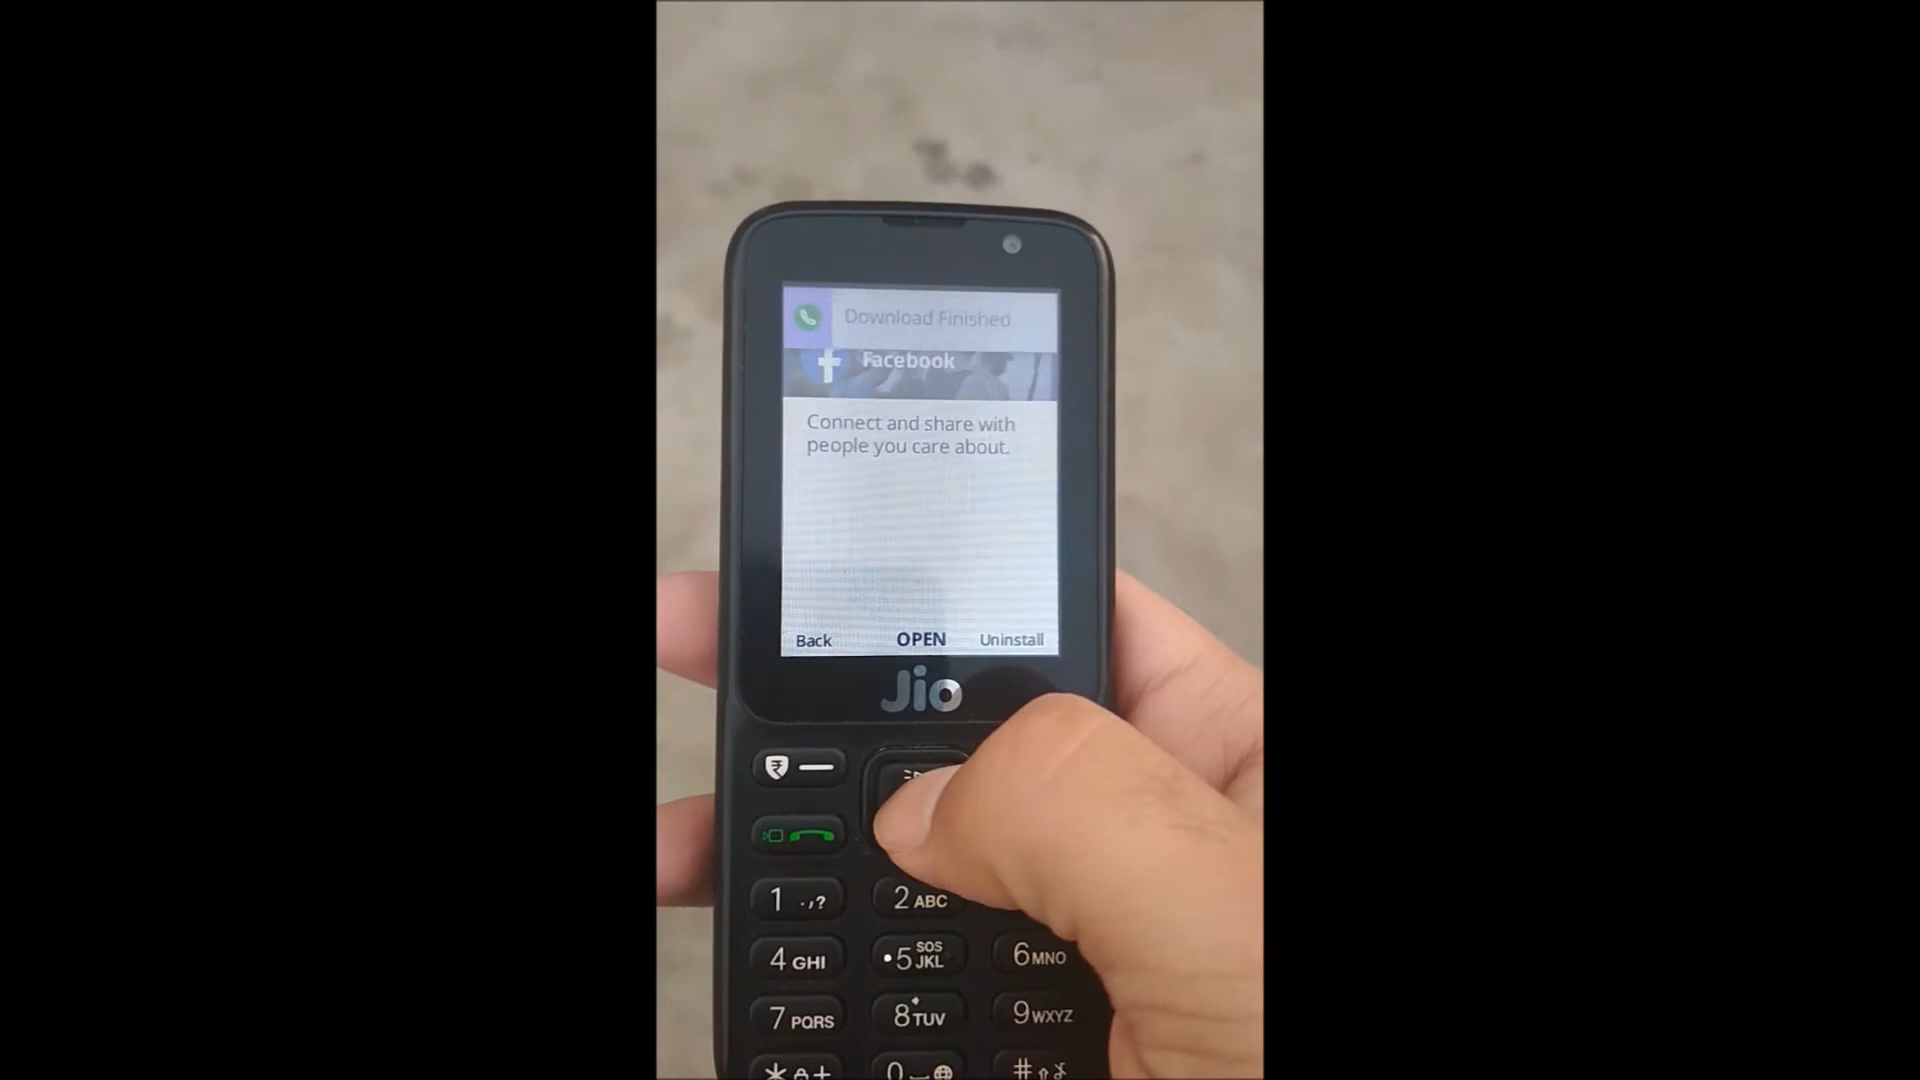 Download Finished
Facebook
Connect and share with
people you care about.
Back OPEN Uninstall
Jio
₹
1 .,?
2 ABC
4 GHI
5 SOS JKL
6 MNO
7 PQRS
8 TUV
9 WXYZ
* +
0
#